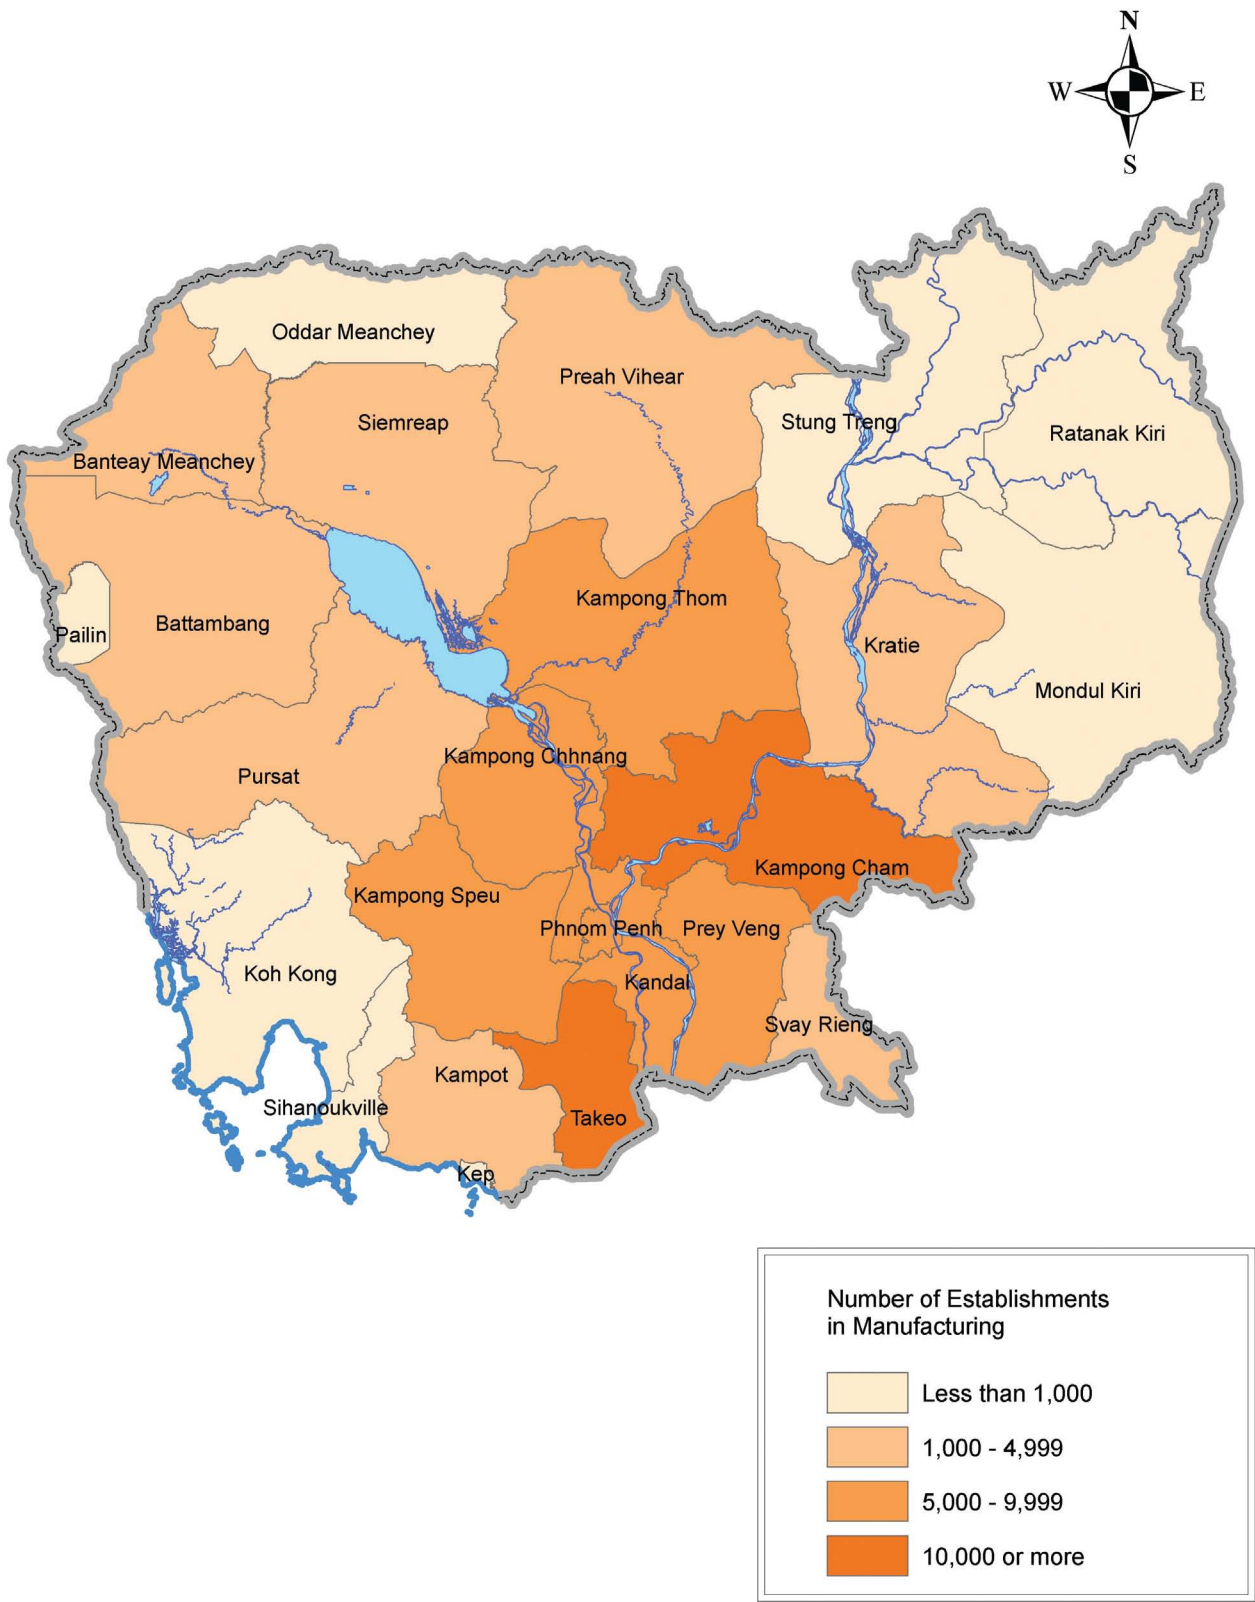 N
W
E
S
Oddar Meanchey
Preah Vihear
Siemreap
Stung Treng
Ratanak Kiri
Banteay Meanchey
Kampong Thom
Battambang
Pailin
Kratie
Mondul Kiri
Kampong Chhnang
Pursat
Kampong Cham
Kampong Speu
Phnom Penh
Prey Veng
Koh Kong
Kandal
Svay Rieng
Kampot
Sihanoukville
Takeo
Kep
Number of Establishments
in Manufacturing
Less than 1,000
1,000 - 4,999
5,000 - 9,999
10,000 or more